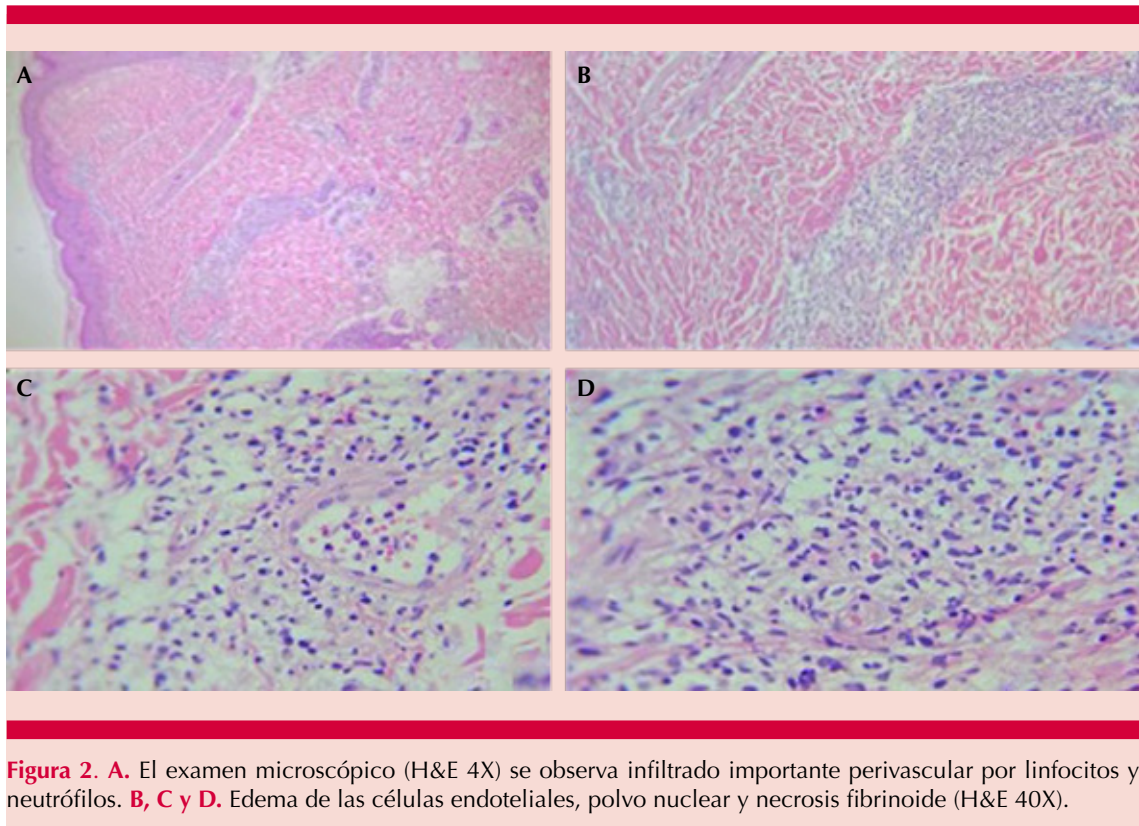 A
B
C
D
Figura 2. A. El examen microscópico (H&E 4X) se observa infiltrado importante perivascular por linfocitos y
neutrófilos. B, C y D. Edema de las células endoteliales, polvo nuclear y necrosis fibrinoide (H&E 40X).